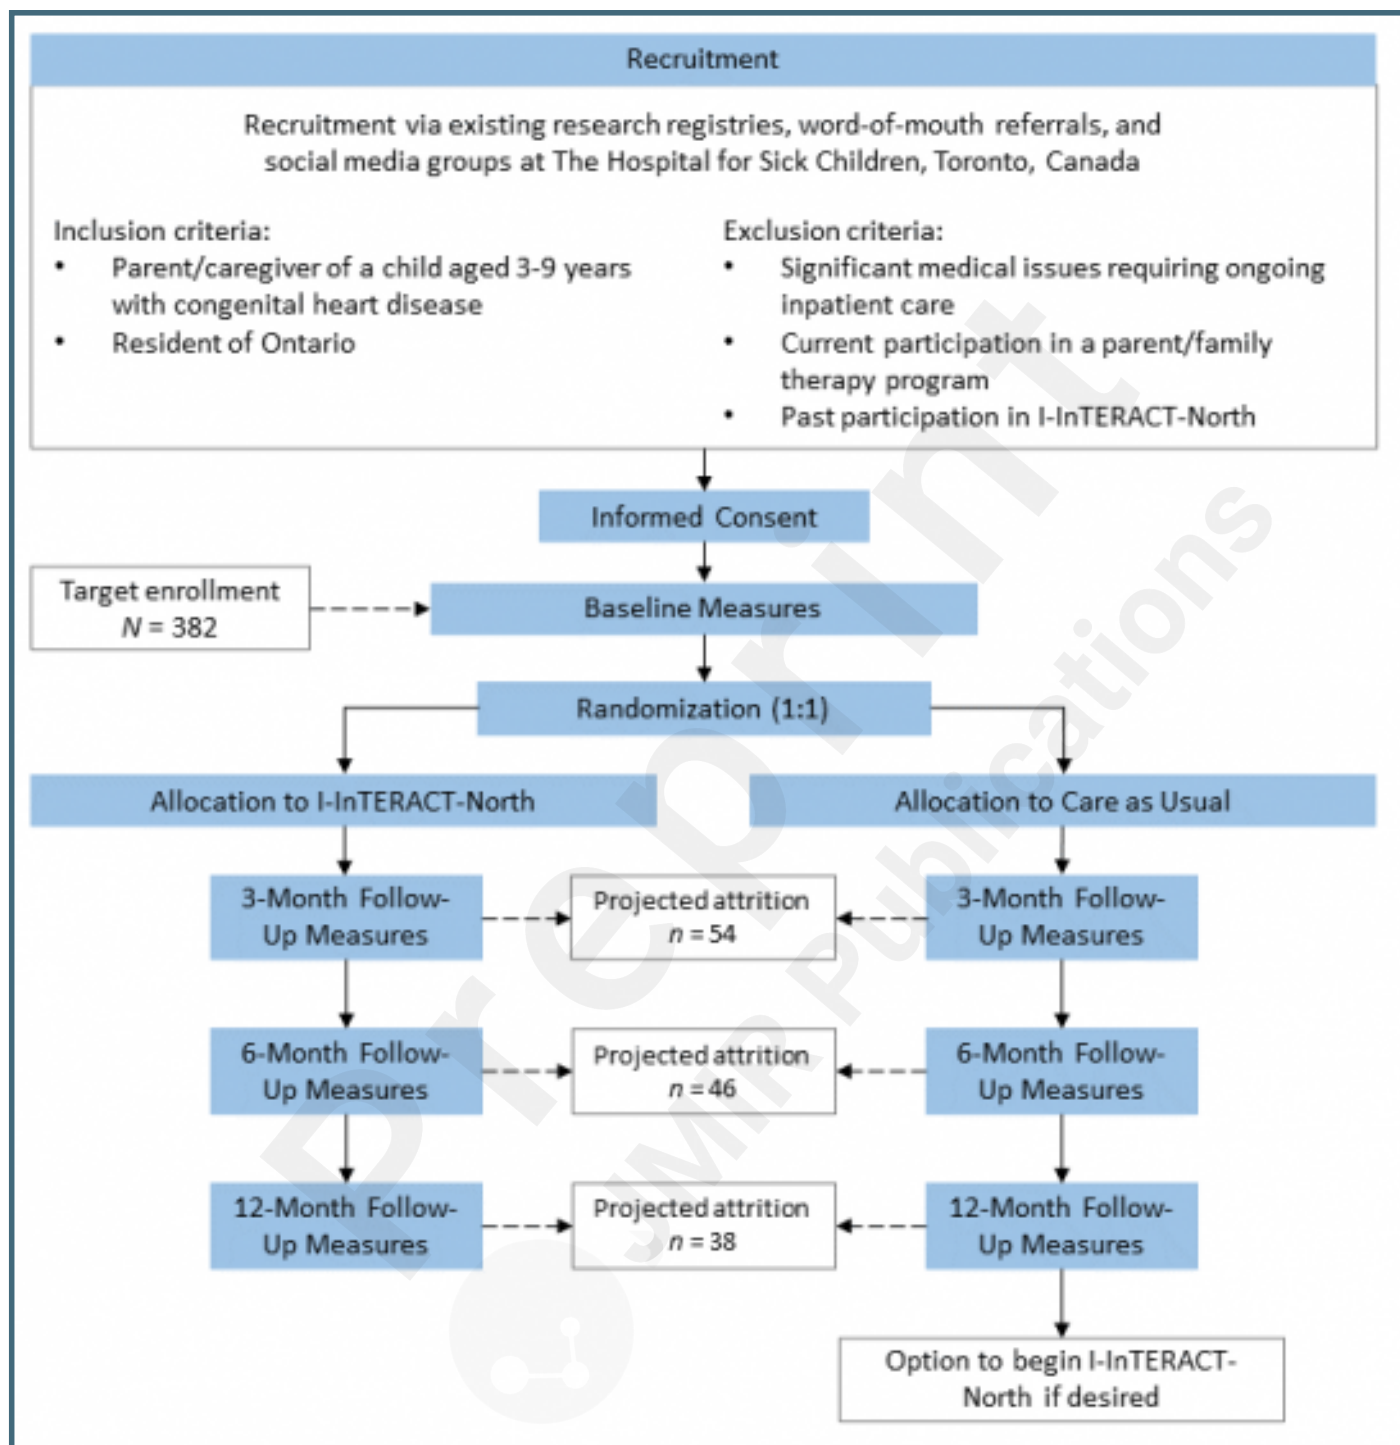 Recruitment
Recruitment via existing research registries, word-of-mouth referrals, and
social media groups at The Hospital for Sick Children, Toronto, Canada
Inclusion criteria:
• Parent/caregiver of a child aged 3-9 years
with congenital heart disease
• Resident of Ontario
Exclusion criteria:
• Significant medical issues requiring ongoing
inpatient care
• Current participation in a parent/family
therapy program
• Past participation in I-InTERACT-North
Informed Consent
Target enrollment
N = 382
Baseline Measures
Randomization (1:1)
Allocation to I-InTERACT-North
Allocation to Care as Usual
3-Month Follow-
Up Measures
Projected attrition
n = 54
3-Month Follow-
Up Measures
6-Month Follow-
Up Measures
Projected attrition
n = 46
6-Month Follow-
Up Measures
12-Month Follow-
Up Measures
Projected attrition
n = 38
12-Month Follow-
Up Measures
Option to begin I-InTERACT-
North if desired
Preprint
JMIR Publications